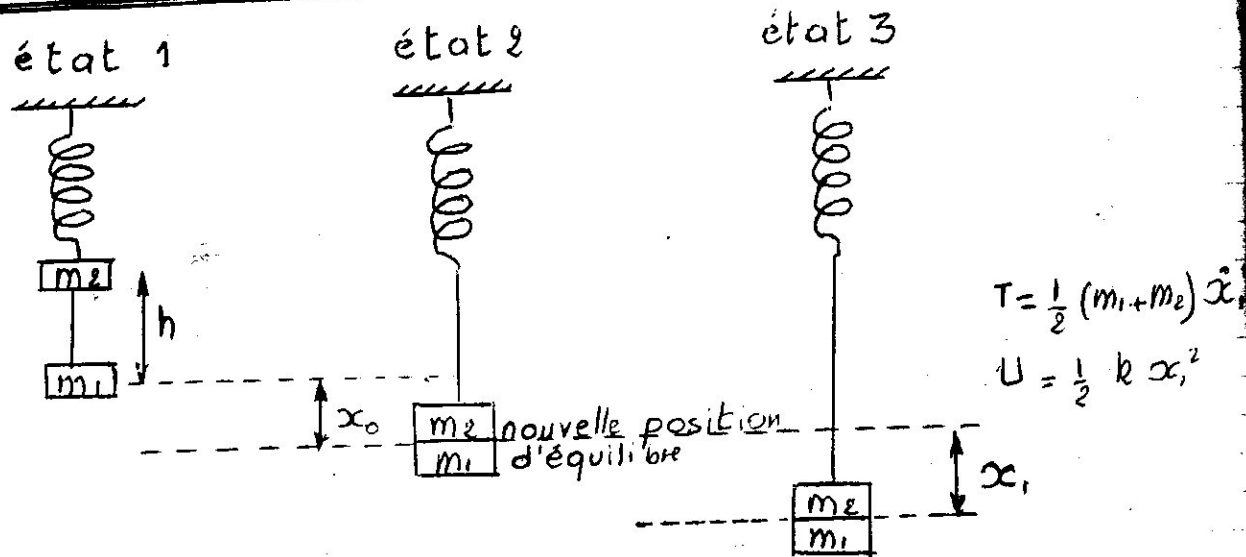 état 1
état 2
état 3
m2
h
m1
x₀
m2
m1
nouvelle position
d'équilibre
m2
m1
x₁
T = 1/2 (m₁+m₂) ẋ₁
U = 1/2 k x₁²